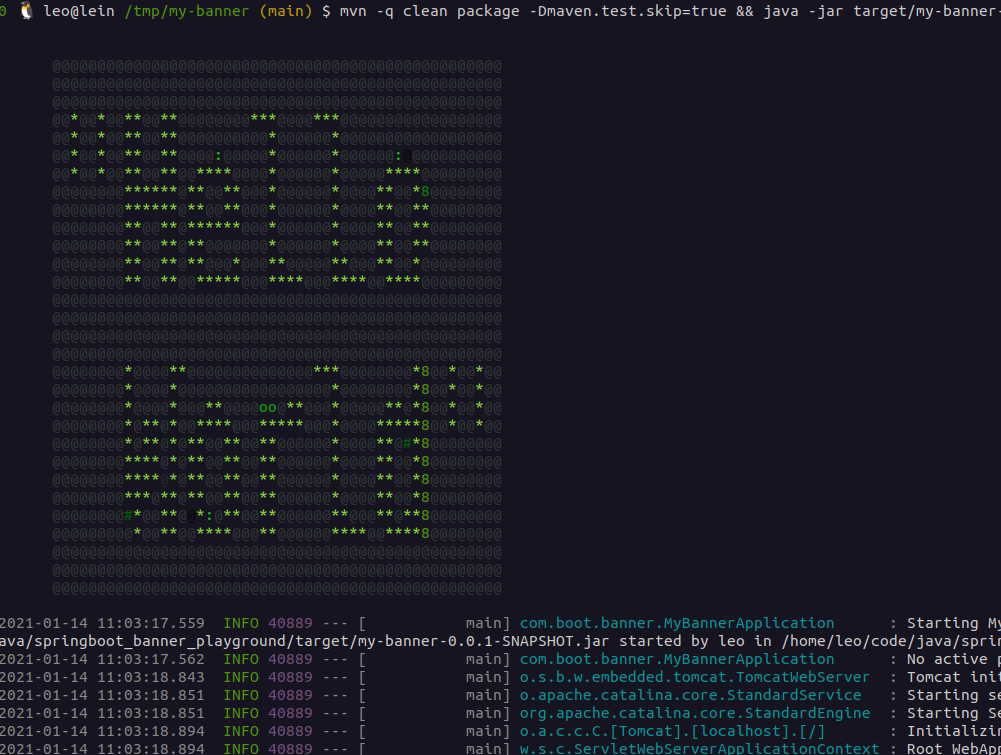 0 leo@lein /tmp/my-banner (main) $ mvn -q clean package -Dmaven.test.skip=true && java -jar target/my-banner-
"Hello
World"
2021-01-14 11:03:17.559 INFO 40889 --- [ main] com.boot.banner.MyBannerApplication : Starting My
ava/springboot_banner_playground/target/my-banner-0.0.1-SNAPSHOT.jar started by leo in /home/leo/code/java/sprin
2021-01-14 11:03:17.562 INFO 40889 --- [ main] com.boot.banner.MyBannerApplication : No active p
2021-01-14 11:03:18.843 INFO 40889 --- [ main] o.s.b.w.embedded.tomcat.TomcatWebServer : Tomcat init
2021-01-14 11:03:18.851 INFO 40889 --- [ main] o.apache.catalina.core.StandardService : Starting se
2021-01-14 11:03:18.851 INFO 40889 --- [ main] org.apache.catalina.core.StandardEngine : Starting Se
2021-01-14 11:03:18.894 INFO 40889 --- [ main] o.a.c.c.C.[Tomcat].[localhost].[/] : Initializin
2021-01-14 11:03:18.894 INFO 40889 --- [ main] w.s.c.ServletWebServerApplicationContext : Root WebAp